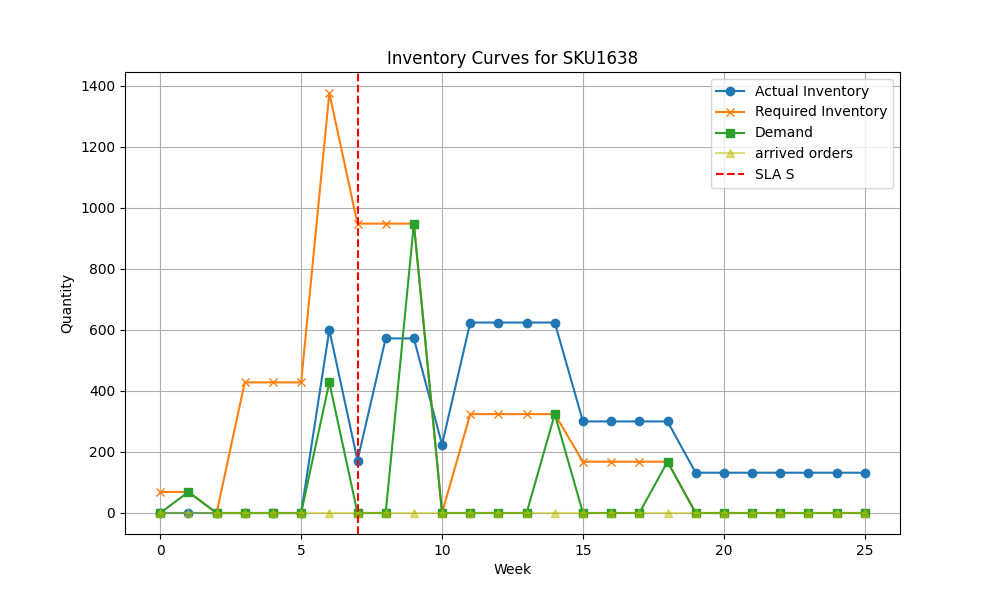 Inventory Curves for SKU1638
Quantity
1400
1200
1000
800
600
400
200
0
Actual Inventory
Required Inventory
Demand
arrived orders
SLA S
0 5 10 15 20 25
Week